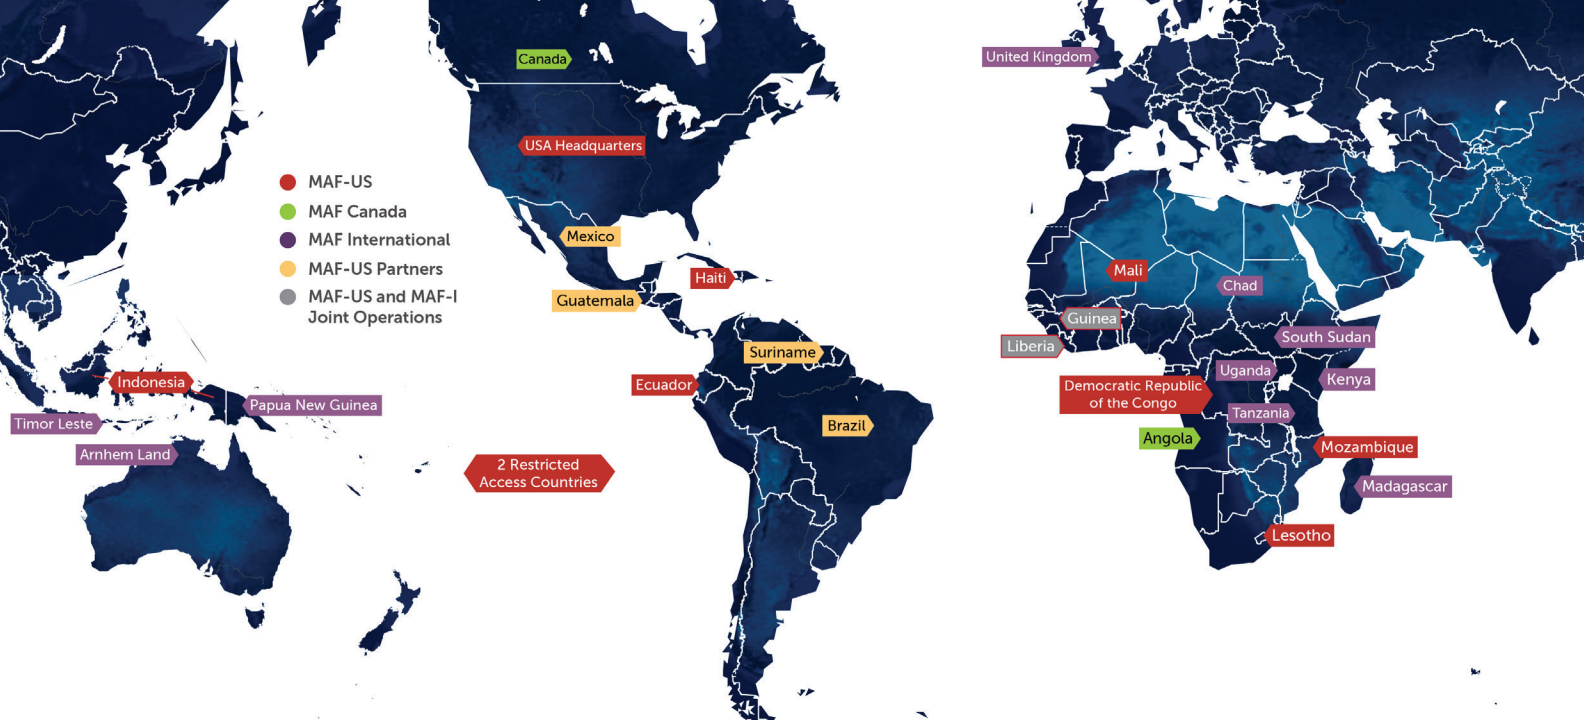 Canada
United Kingdom
USA Headquarters
MAF-US
MAF Canada
MAF International
MAF-US Partners
MAF-US and MAF-I
Joint Operations
Mexico
Haiti
Guatemala
Mali
Chad
Guinea
Liberia
South Sudan
Suriname
Uganda
Kenya
Indonesia
Ecuador
Democratic Republic
of the Congo
Papua New Guinea
Tanzania
Timor Leste
Brazil
Angola
Arnhem Land
Mozambique
2 Restricted
Access Countries
Madagascar
Lesotho